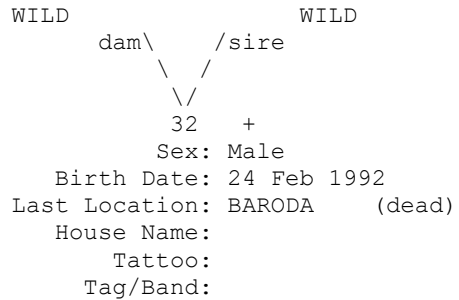 WILD WILD
dam\ /sire
\ /
\/
32 +
Sex: Male
Birth Date: 24 Feb 1992
Last Location: BARODA (dead)
House Name:
Tattoo:
Tag/Band: